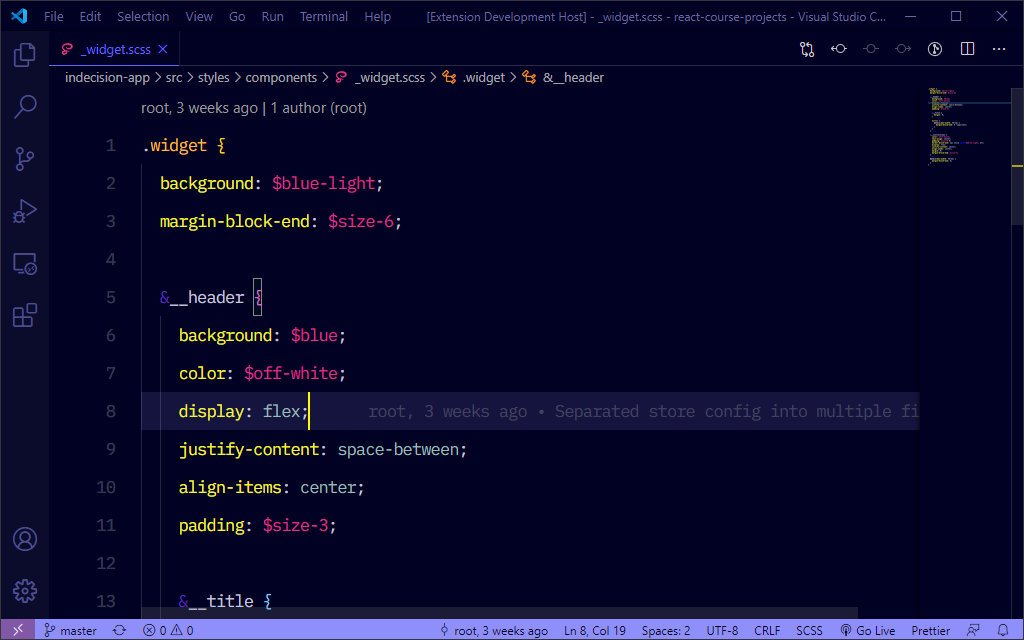 File Edit Selection View Go Run Terminal Help [Extension Development Host] - _widget.scss - react-course-projects - Visual Studio C...
_widget.scss
indecision-app > src > styles > components > _widget.scss > .widget > &__header
root, 3 weeks ago | 1 author (root)
1 .widget {
2 background: $blue-light;
3 margin-block-end: $size-6;
4
5 &__header {
6 background: $blue;
7 color: $off-white;
8 display: flex; root, 3 weeks ago • Separated store config into multiple fi
9 justify-content: space-between;
10 align-items: center;
11 padding: $size-3;
12
13 &__title {
master 0 0 root, 3 weeks ago Ln 8, Col 19 Spaces: 2 UTF-8 CRLF SCSS Go Live Prettier